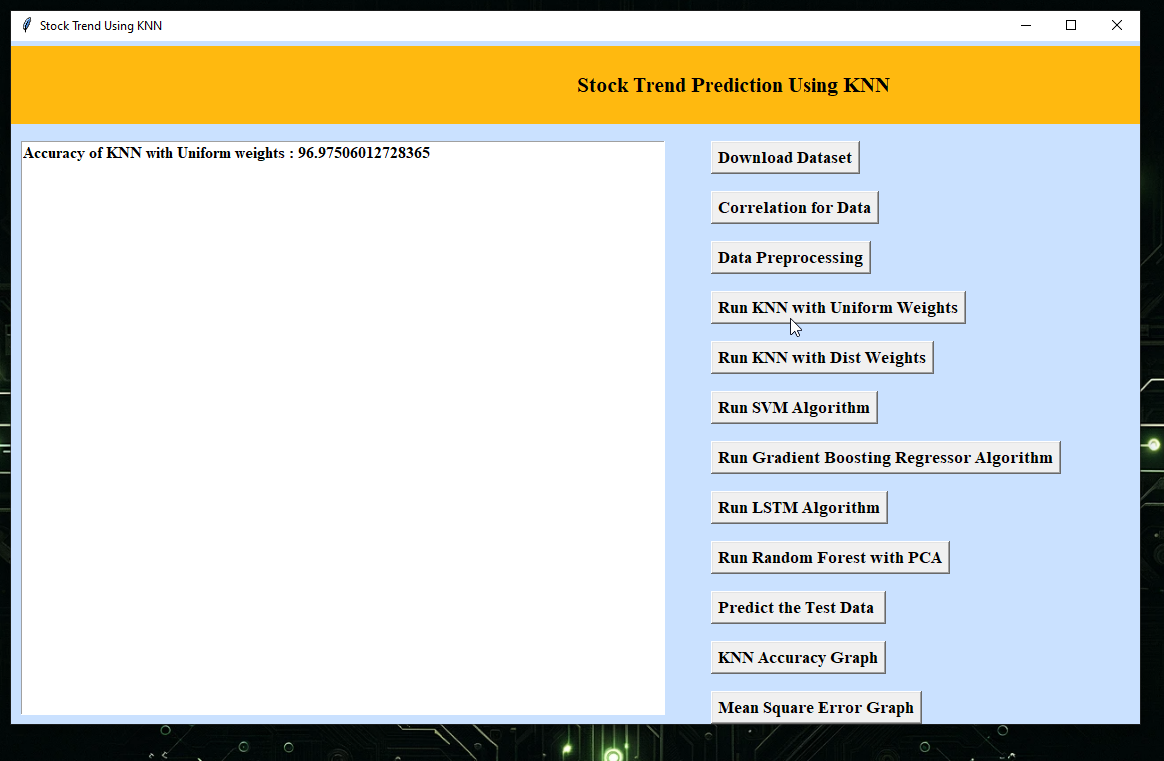 Stock Trend Using KNN
Stock Trend Prediction Using KNN
Accuracy of KNN with Uniform weights : 96.97506012728365
Download Dataset
Correlation for Data
Data Preprocessing
Run KNN with Uniform Weights
Run KNN with Dist Weights
Run SVM Algorithm
Run Gradient Boosting Regressor Algorithm
Run LSTM Algorithm
Run Random Forest with PCA
Predict the Test Data
KNN Accuracy Graph
Mean Square Error Graph